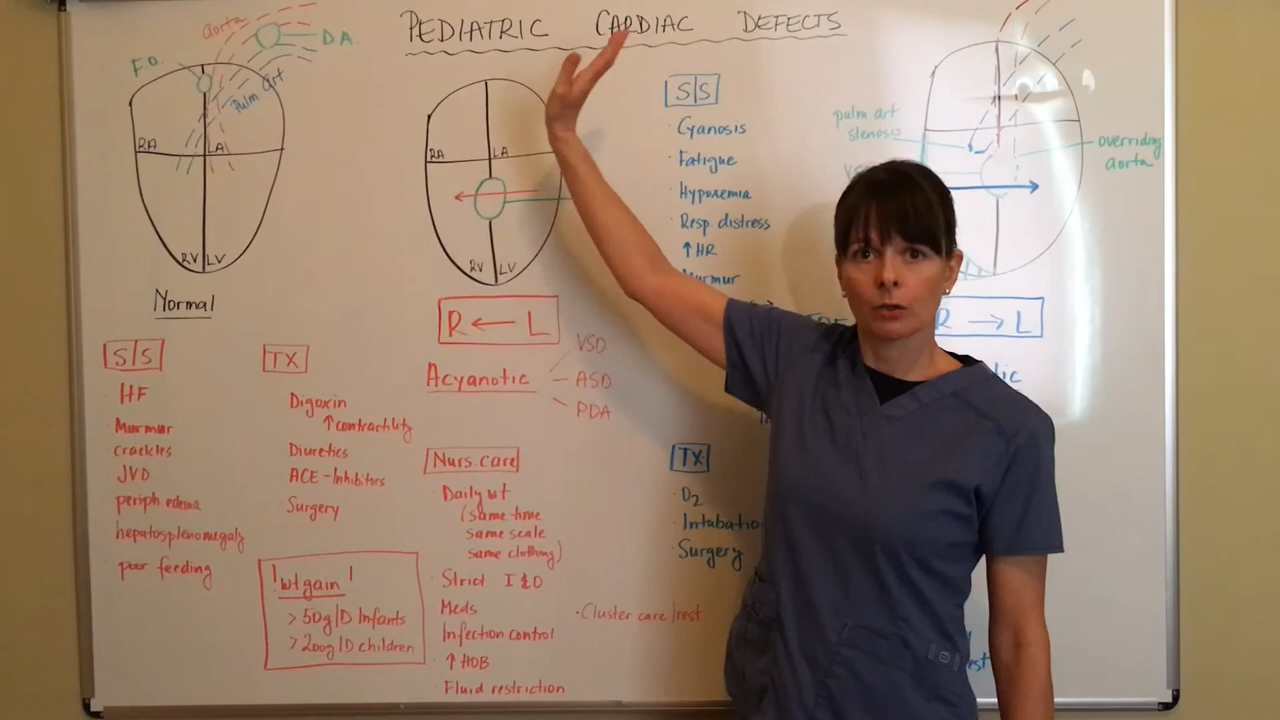 PEDIATRIC CARDIAC DEFECTS
aorta
D.A.
F.O.
Pulm Art
RA
LA
RV LV
Normal
RA
LA
RV LV
R ← L
Acyanotic
VSD
ASD
PDA
S|S
HF
Murmur
crackles
JVD
periph edema
hepatosplenomegaly
poor feeding
TX
Digoxin
↑contractility
Diuretics
ACE-Inhibitors
Surgery
! wt gain !
> 50g/D Infants
> 200g/D children
Nurs. care
Daily wt
(same time
same scale
same clothing)
Strict I&O
Meds
Infection control
↑ HOB
Fluid restriction
· Cluster care/rest
S|S
· Cyanosis
· Fatigue
· Hypoxemia
· Resp distress
↑ HR
· Murmur
TX
· O2
· Intubatio
· Surgery
pulm art
stenosis
overriding
aorta
R → L
tic
est